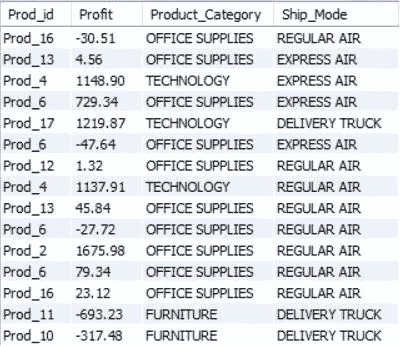 Prod_id Profit Product_Category Ship_Mode
Prod_16 -30.51 OFFICE SUPPLIES REGULAR AIR
Prod_13 4.56 OFFICE SUPPLIES EXPRESS AIR
Prod_4 1148.90 TECHNOLOGY EXPRESS AIR
Prod_6 729.34 OFFICE SUPPLIES EXPRESS AIR
Prod_17 1219.87 TECHNOLOGY DELIVERY TRUCK
Prod_6 -47.64 OFFICE SUPPLIES EXPRESS AIR
Prod_12 1.32 OFFICE SUPPLIES REGULAR AIR
Prod_4 1137.91 TECHNOLOGY REGULAR AIR
Prod_13 45.84 OFFICE SUPPLIES REGULAR AIR
Prod_6 -27.72 OFFICE SUPPLIES REGULAR AIR
Prod_2 1675.98 OFFICE SUPPLIES REGULAR AIR
Prod_6 79.34 OFFICE SUPPLIES REGULAR AIR
Prod_16 23.12 OFFICE SUPPLIES REGULAR AIR
Prod_11 -693.23 FURNITURE DELIVERY TRUCK
Prod_10 -317.48 FURNITURE DELIVERY TRUCK